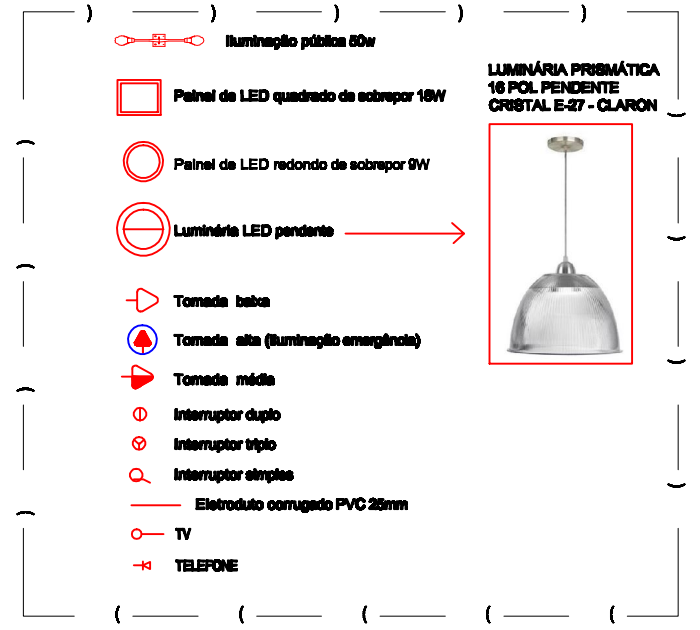 Iluminação pública 50w
LUMINÁRIA PRISMÁTICA
16 POL PENDENTE
CRISTAL E-27 - CLARON
Painel de LED quadrado de sobrepor 18W
Painel de LED redondo de sobrepor 9W
Luminária LED pendente
Tomada baixa
Tomada alta (iluminação emergência)
Tomada média
Interruptor duplo
Interruptor triplo
Interruptor simples
Eletroduto corrugado PVC 25mm
TV
TELEFONE